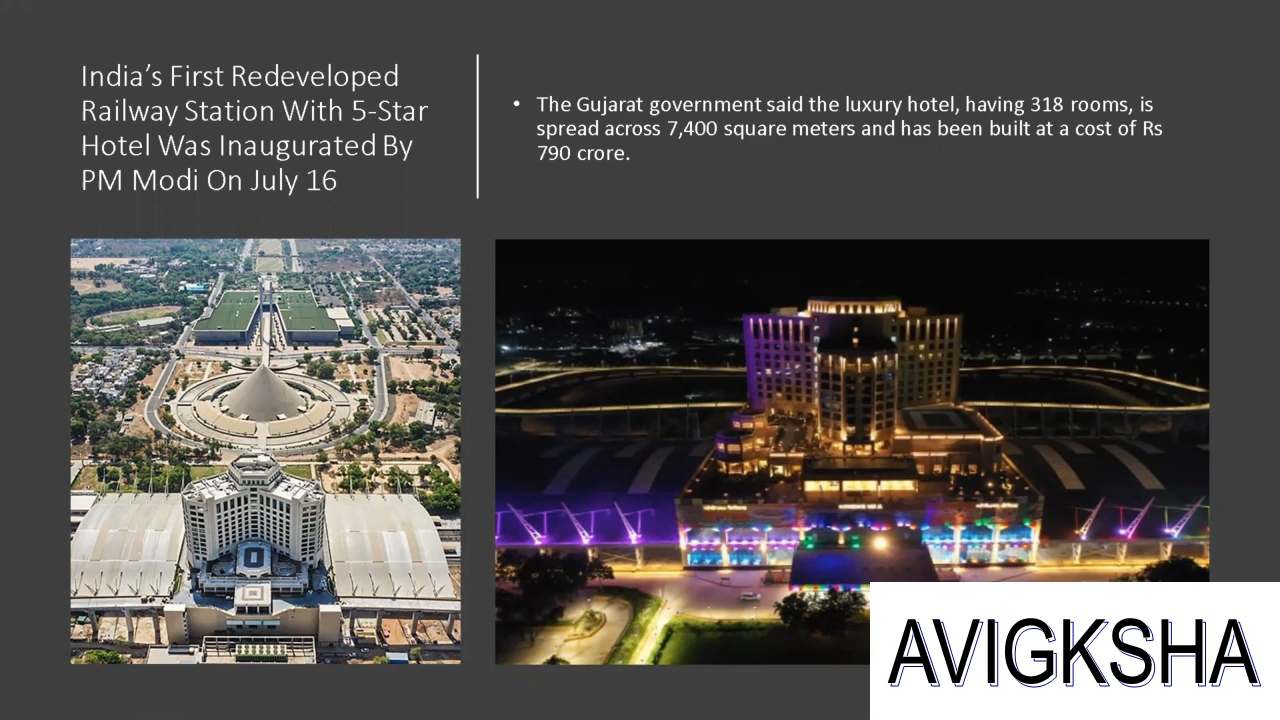 India’s First Redeveloped
Railway Station With 5-Star
Hotel Was Inaugurated By
PM Modi On July 16
• The Gujarat government said the luxury hotel, having 318 rooms, is
spread across 7,400 square meters and has been built at a cost of Rs
790 crore.
AVIGKSHA